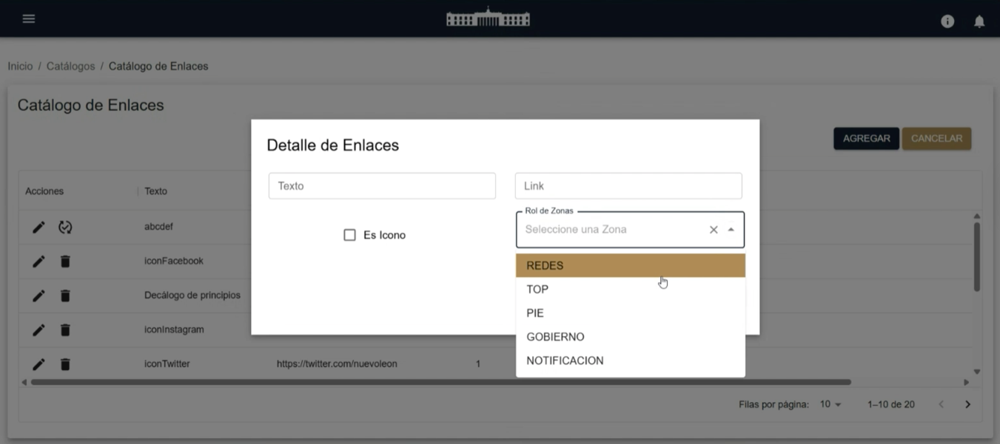 Inicio / Catálogos / Catálogo de Enlaces
Catálogo de Enlaces
AGREGAR CANCELAR
Detalle de Enlaces
Texto Link
Rol de Zonas
Seleccione una Zona
Es Icono
REDES
TOP
PIE
GOBIERNO
NOTIFICACION
Acciones Texto
abcdef
iconFacebook
Decálogo de principios
iconInstagram
iconTwitter https://twitter.com/nuevoleon 1
Filas por página: 10 1–10 de 20